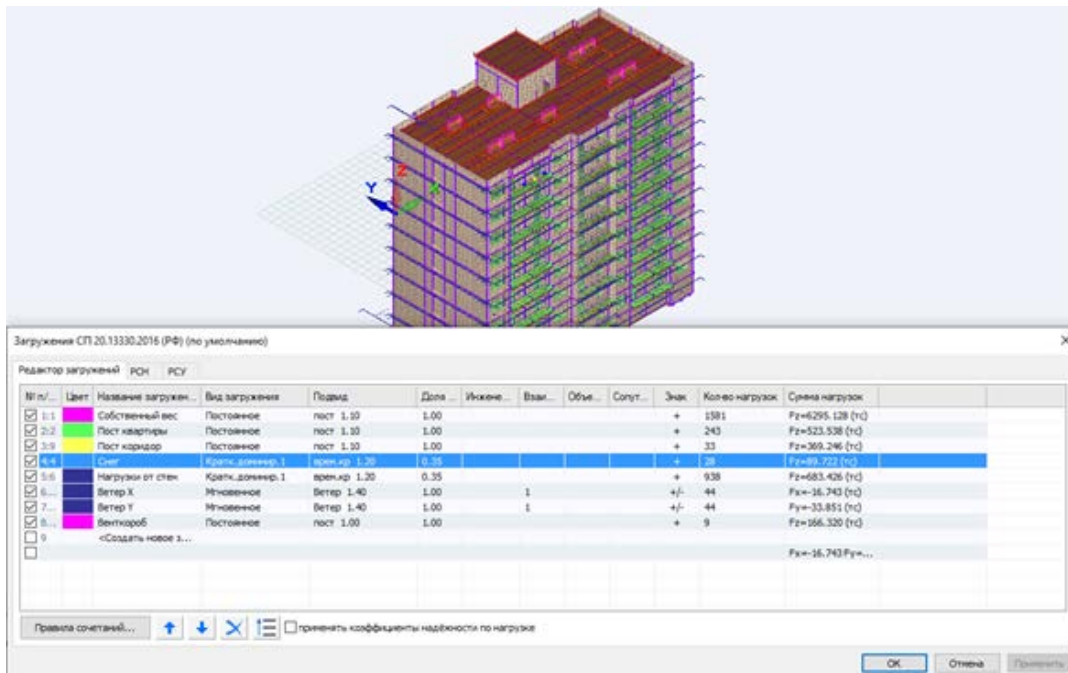 Z
Y
X
Загружения СП 20.13330.2016 (РФ) (по умолчанию)
Редактор загружений РСН РСУ
№ п/... Цвет Название загружен... Вид загружения Подвид Доля ... Инжене... Взаи... Объе... Сопут... Знак Кол-во нагрузок Сумма нагрузок
1:1 Собственный вес Постоянное пост 1.10 1.00 + 1581 Fz=6295.128 (тс)
2:2 Пост квартиры Постоянное пост 1.30 1.00 + 243 Fz=523.538 (тс)
3:9 Пост коридор Постоянное пост 1.30 1.00 + 33 Fz=369.246 (тс)
4:4 Снег Кратк.доминир.1 врем.кр 1.20 0.35 + 28 Fz=89.722 (тс)
5:6 Нагрузки от стен Кратк.доминир.1 врем.кр 1.20 0.35 + 938 Fz=683.426 (тс)
6... Ветер X Мгновенное Ветер 1.40 1.00 1 +/- 44 Fx=-16.743 (тс)
7... Ветер Y Мгновенное Ветер 1.40 1.00 1 +/- 44 Fy=-33.851 (тс)
8... Венткороб Постоянное пост 1.00 1.00 + 9 Fz=166.320 (тс)
9 <Создать новое з...
Fx=-16.743 Fy=...
Правила сочетаний... применять коэффициенты надёжности по нагрузке
OK Отмена Применить